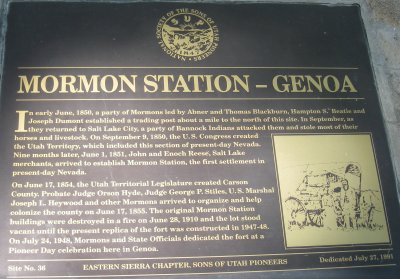 NATIONAL SOCIETY OF THE SONS OF UTAH PIONEERS
SUP
MORMON STATION – GENOA
In early June, 1850, a party of Mormons led by Abner and Thomas Blackburn, Hampton S. Beatie and
Joseph Dumont established a trading post about a mile to the north of this site. In September, as
they returned to Salt Lake City, a party of Bannock Indians attacked them and stole most of their
horses and livestock. On September 9, 1850, the U.S. Congress created
the Utah Territory, which included this section of present-day Nevada.
Nine months later, June 1, 1851, John and Enoch Reese, Salt Lake
merchants, arrived to establish Mormon Station, the first settlement in
present-day Nevada.
On June 17, 1854, the Utah Territorial Legislature created Carson
County. Probate Judge Orson Hyde, Judge George P. Stiles, U.S. Marshal
Joseph L. Heywood and other Mormons arrived to organize and help
colonize the county on June 17, 1855. The original Mormon Station
buildings were destroyed in a fire on June 28, 1910 and the lot stood
vacant until the present replica of the fort was constructed in 1947-48.
On July 24, 1948, Mormons and State Officials dedicated the fort at a
Pioneer Day celebration here in Genoa.
Site No. 36
EASTERN SIERRA CHAPTER, SONS OF UTAH PIONEERS
Dedicated July 27, 1991